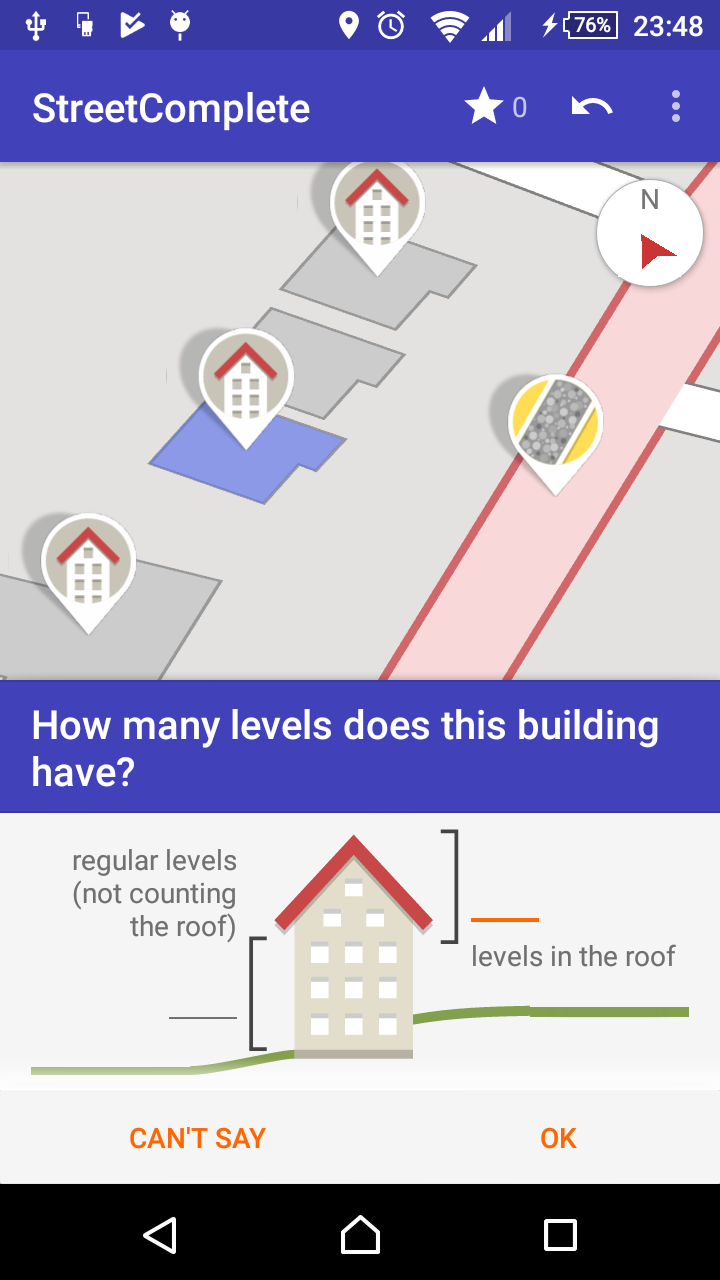 76% 23:48
StreetComplete 0
N
How many levels does this building
have?
regular levels
(not counting
the roof)
levels in the roof
CAN'T SAY OK